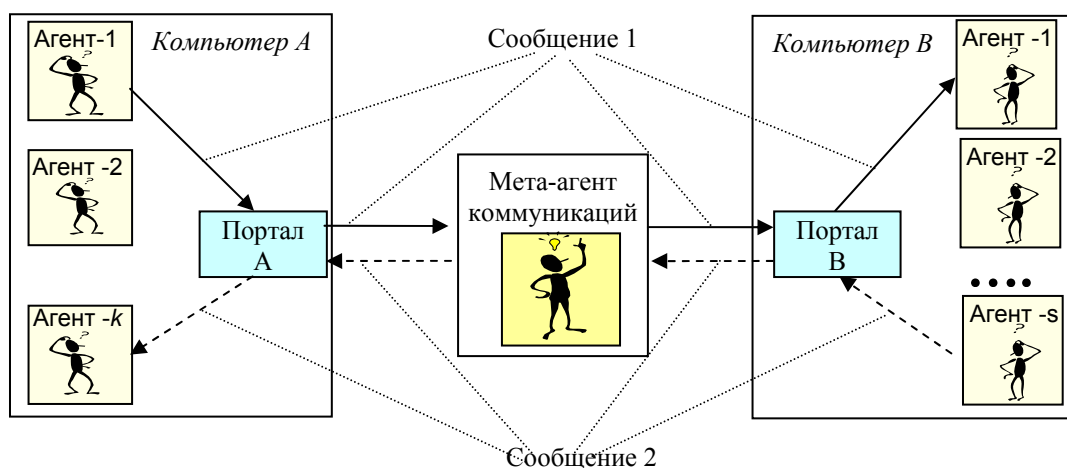 Агент-1
Компьютер А
Агент -2
Портал
А
Агент -k
Сообщение 1
Мета-агент
коммуникаций
Сообщение 2
Компьютер В
Агент -1
Агент -2
Портал
В
Агент -s